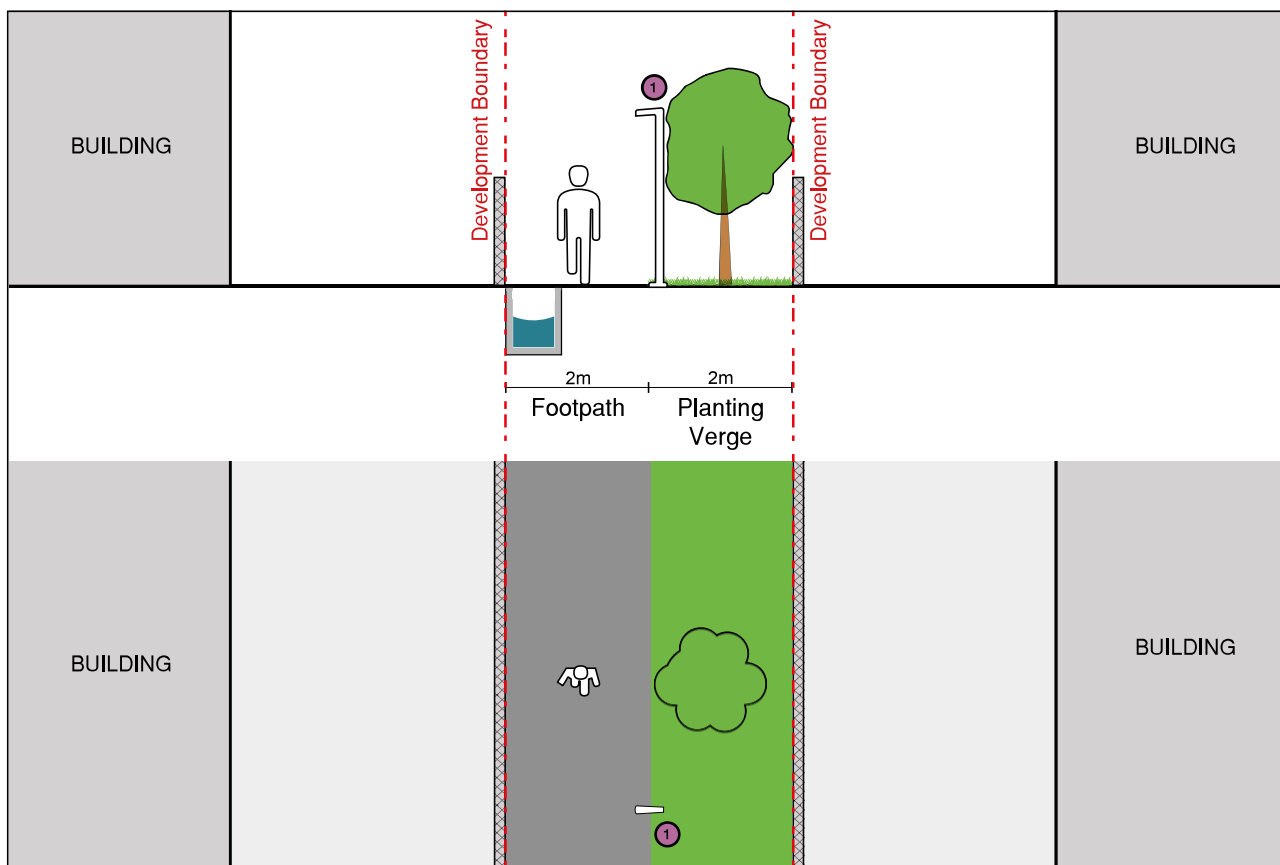 Development Boundary
Development Boundary
1
BUILDING
BUILDING
2m
2m
Footpath
Planting
Verge
BUILDING
BUILDING
1